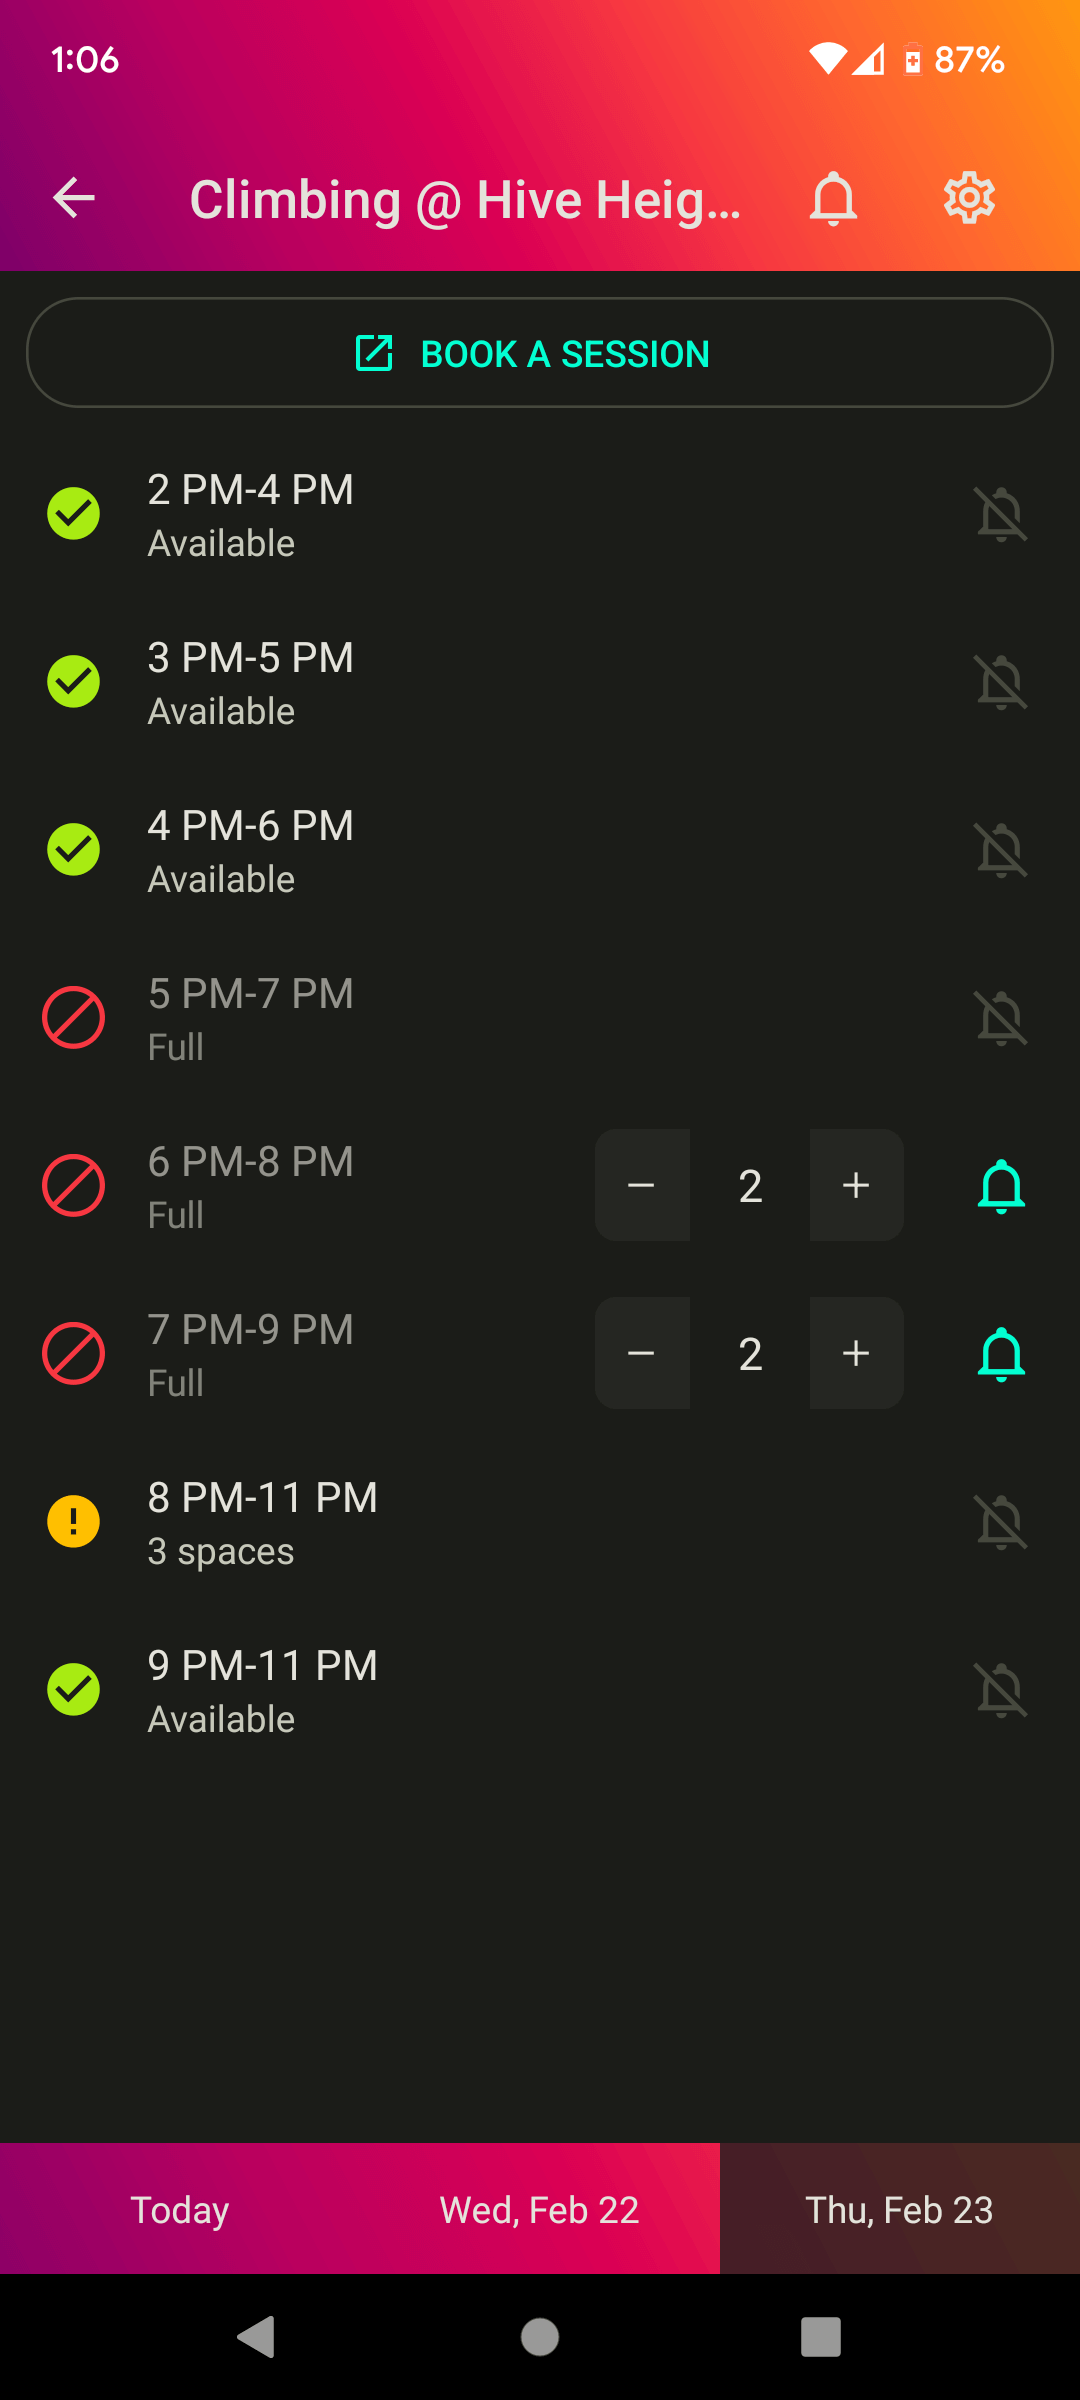 1:06
87%
Climbing @ Hive Heig...
BOOK A SESSION
2 PM-4 PM
Available
3 PM-5 PM
Available
4 PM-6 PM
Available
5 PM-7 PM
Full
6 PM-8 PM
Full
− 2 +
7 PM-9 PM
Full
− 2 +
8 PM-11 PM
3 spaces
9 PM-11 PM
Available
Today
Wed, Feb 22
Thu, Feb 23